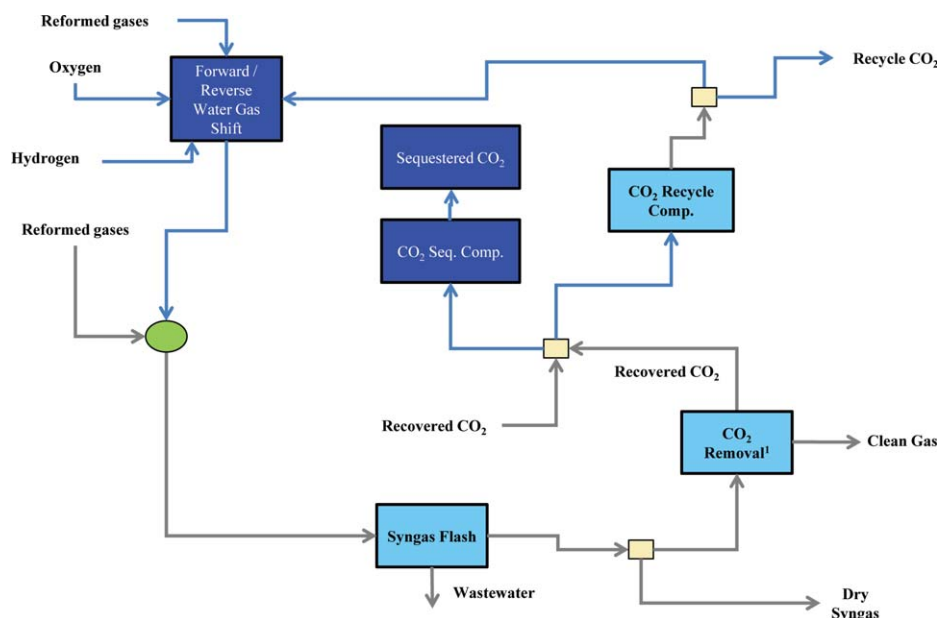 Reformed gases
Oxygen
Forward /
Reverse
Water Gas
Shift
Hydrogen
Recycle CO₂
Sequestered CO₂
CO₂ Recycle
Comp.
Reformed gases
CO₂ Seq. Comp.
Recovered CO₂
Recovered CO₂
CO₂
Removal¹
Clean Gas
Syngas Flash
Wastewater
Dry
Syngas